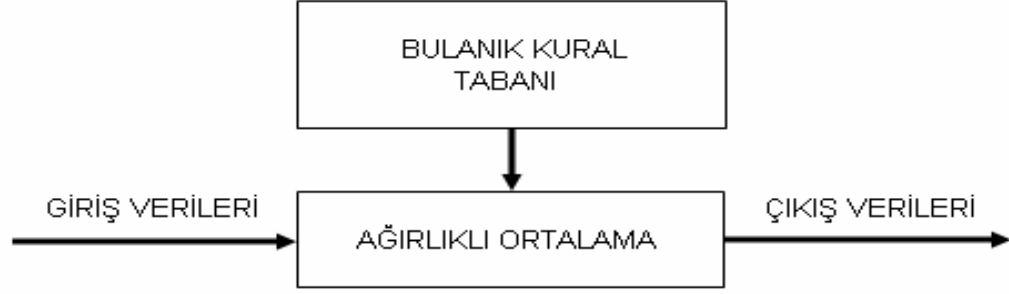 BULANIK KURAL
TABANI
GİRİŞ VERİLERİ
ÇIKIŞ VERİLERİ
AĞIRLIKLI ORTALAMA